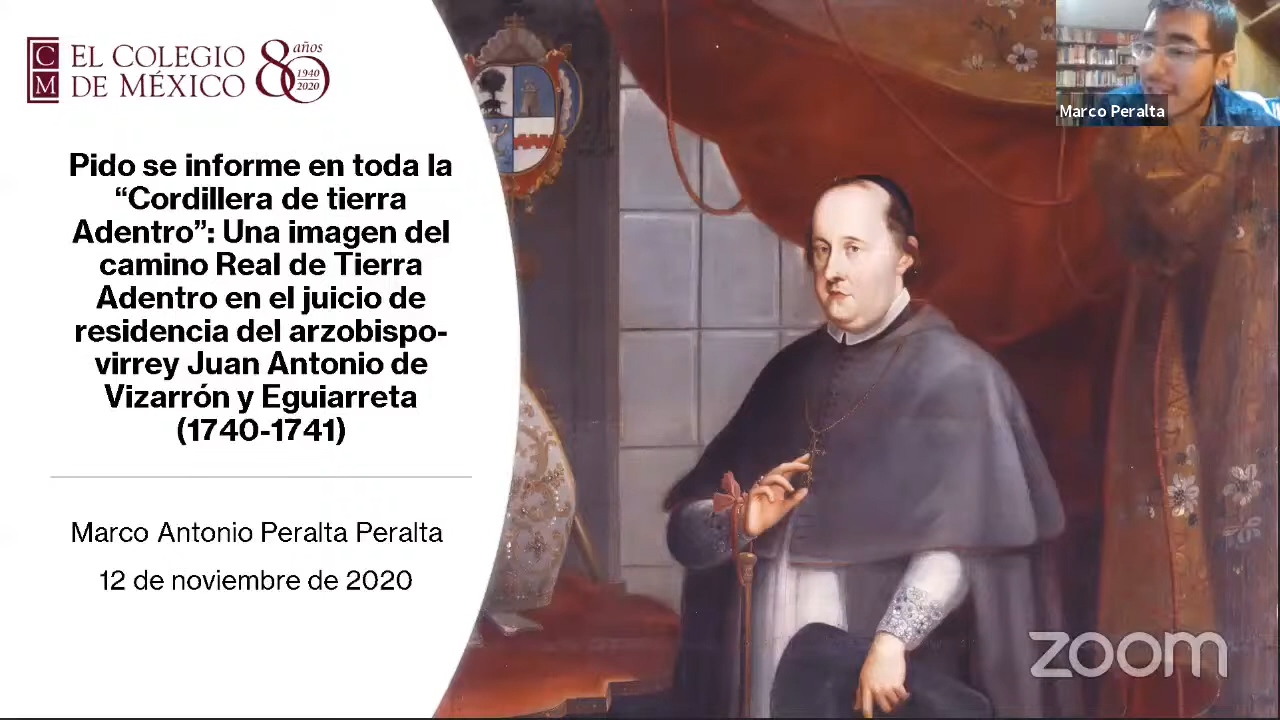 EL COLEGIO
DE MÉXICO
80 años
1940
2020
CM
Pido se informe en toda la
“Cordillera de tierra
Adentro”: Una imagen del
camino Real de Tierra
Adentro en el juicio de
residencia del arzobispo-
virrey Juan Antonio de
Vizarrón y Eguiarreta
(1740-1741)
Marco Antonio Peralta Peralta
12 de noviembre de 2020
Marco Peralta
zoom